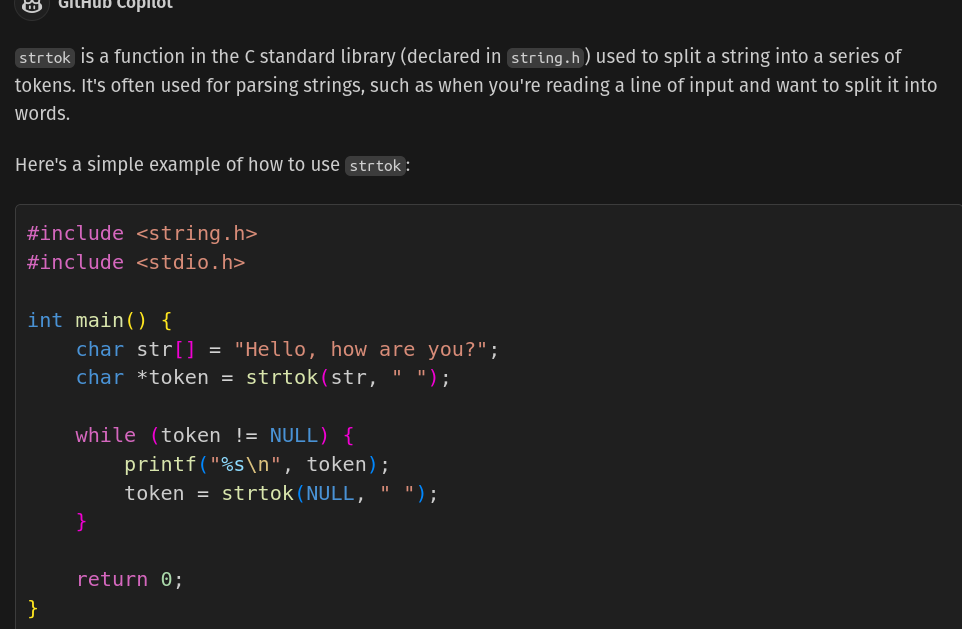 GitHub Copilot
strtok is a function in the C standard library (declared in string.h) used to split a string into a series of
tokens. It's often used for parsing strings, such as when you're reading a line of input and want to split it into
words.
Here's a simple example of how to use strtok:
#include <string.h>
#include <stdio.h>
int main() {
    char str[] = "Hello, how are you?";
    char *token = strtok(str, " ");
    while (token != NULL) {
        printf("%s\n", token);
        token = strtok(NULL, " ");
    }
    return 0;
}